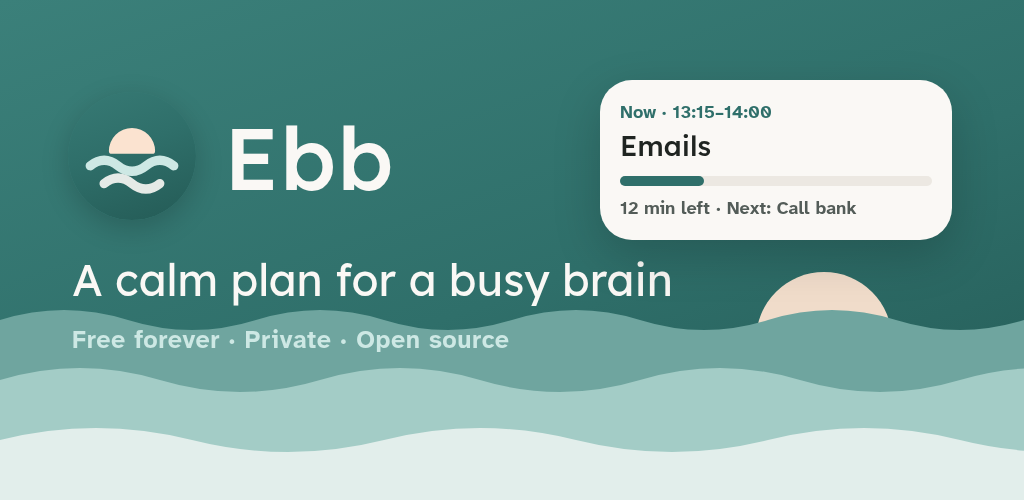 Ebb
A calm plan for a busy brain
Free forever · Private · Open source
Now · 13:15–14:00
Emails
12 min left · Next: Call bank